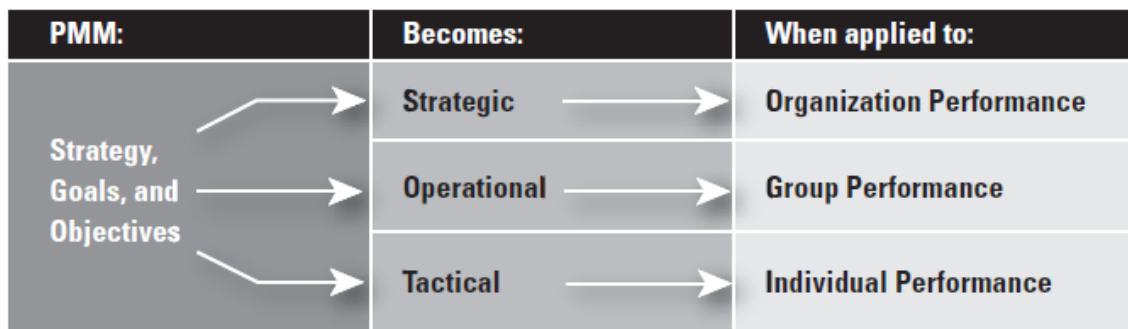 PMM:
Becomes:
When applied to:
Strategy,
Goals, and
Objectives
Strategic
Organization Performance
Operational
Group Performance
Tactical
Individual Performance